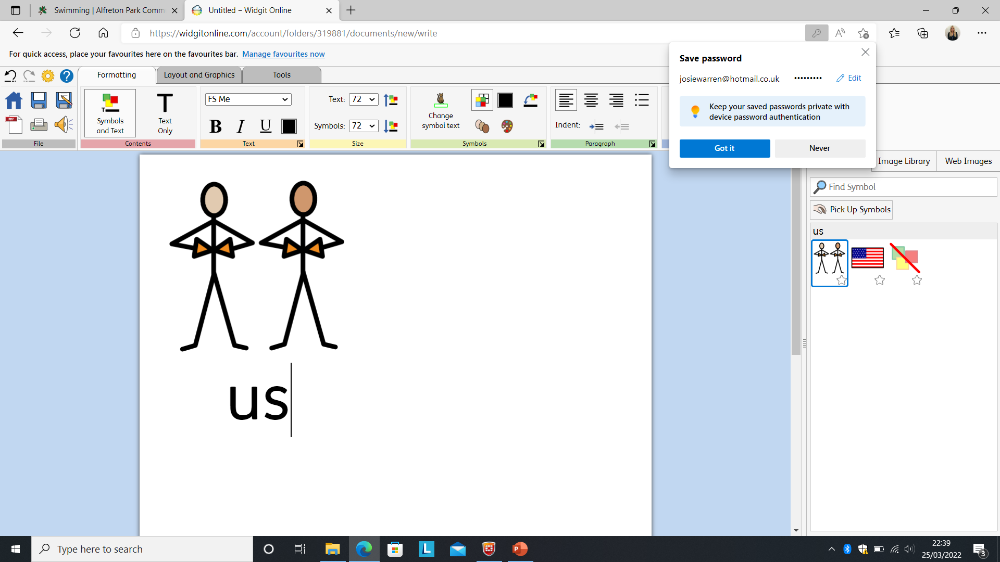 Swimming | Alfreton Park Comm
Untitled – Widgit Online
https://widgitonline.com/account/folders/319881/documents/new/write
For quick access, place your favourites here on the favourites bar. Manage favourites now
Save password
josiewarren@hotmail.co.uk ••••••••• Edit
Keep your saved passwords private with
device password authentication
Got it Never
Formatting Layout and Graphics Tools
PDF
File
Symbols
and Text
Text
Only
Contents
FS Me
B I U
Text
Text: 72
Symbols: 72
Size
Change
symbol text
Symbols
Indent:
Paragraph
Image Library Web Images
Find Symbol
Pick Up Symbols
us
us
Type here to search
22:39
25/03/2022
3